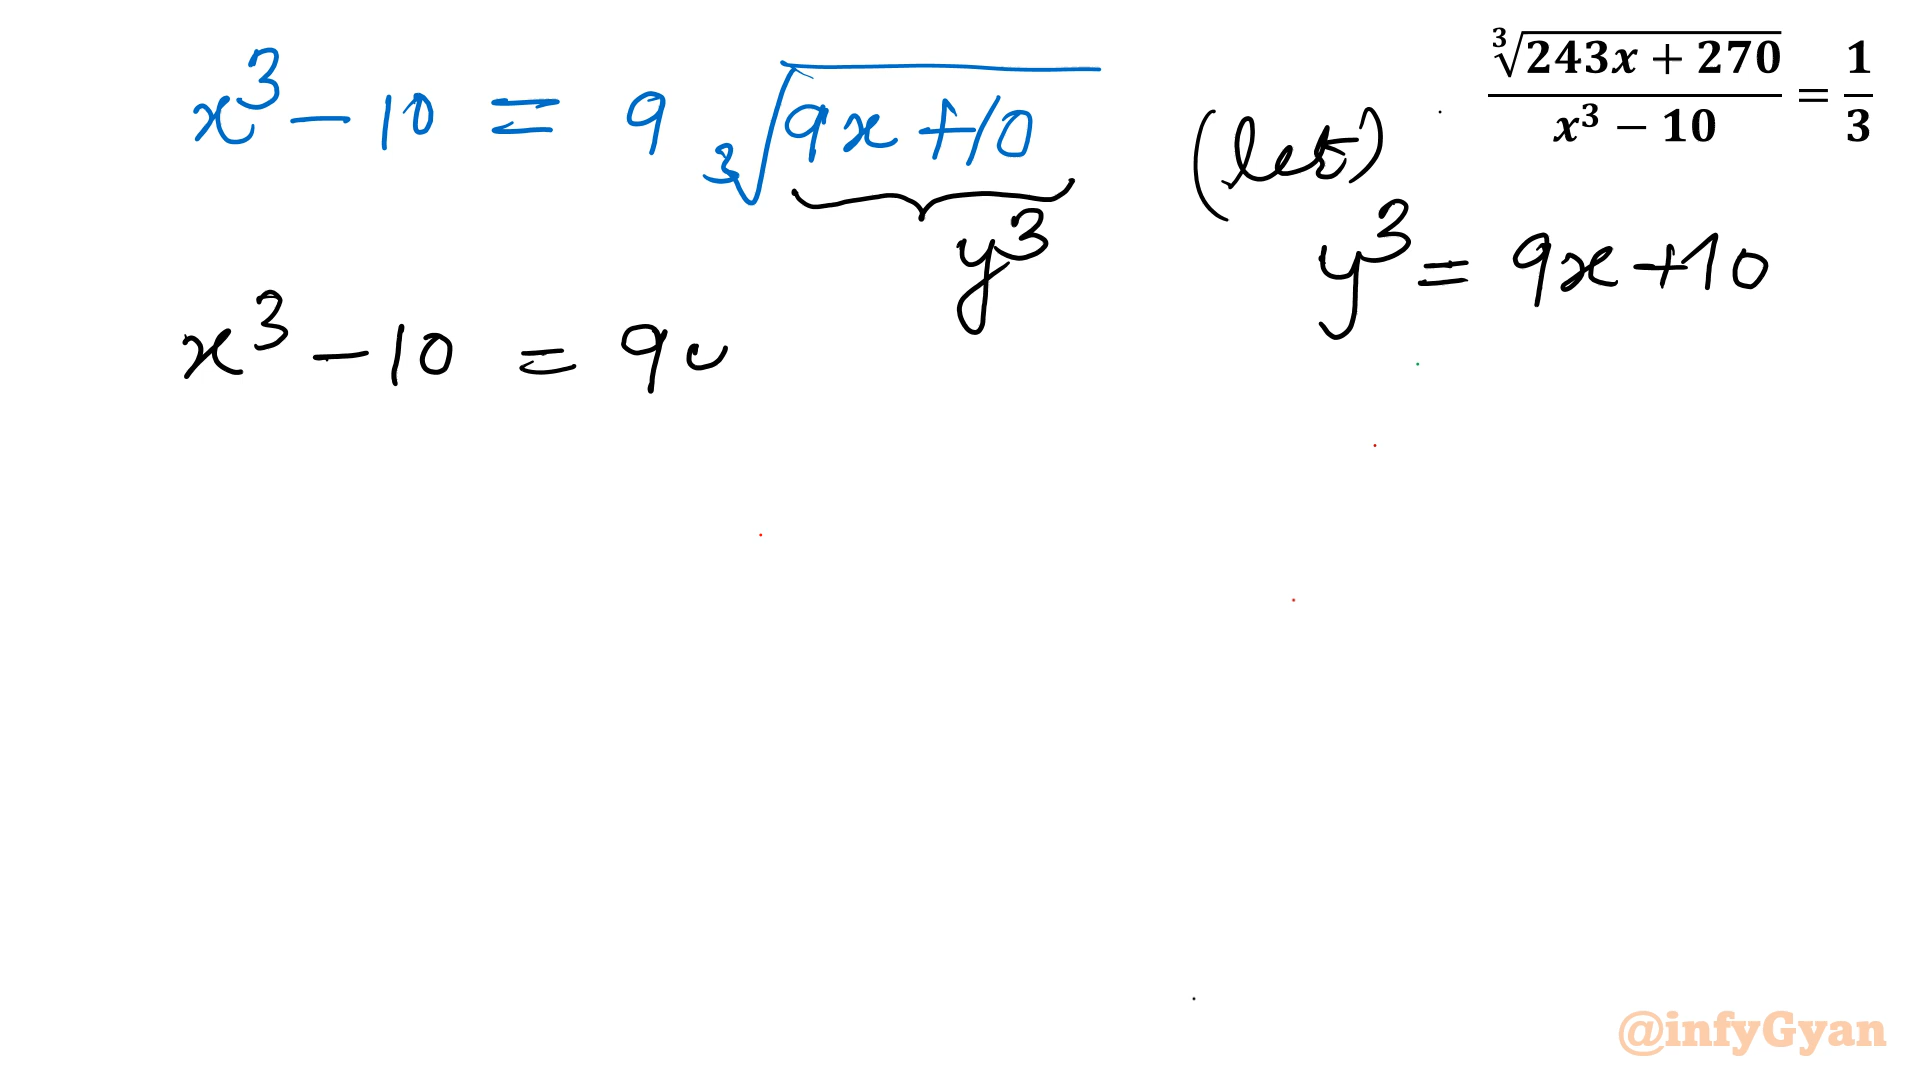 x³ − 10 = 9 ∛(9x + 10)
y³
(let)
y³ = 9x + 10
x³ − 10 = 9
∛(243x + 270) / (x³ − 10) = 1/3
@infyGyan